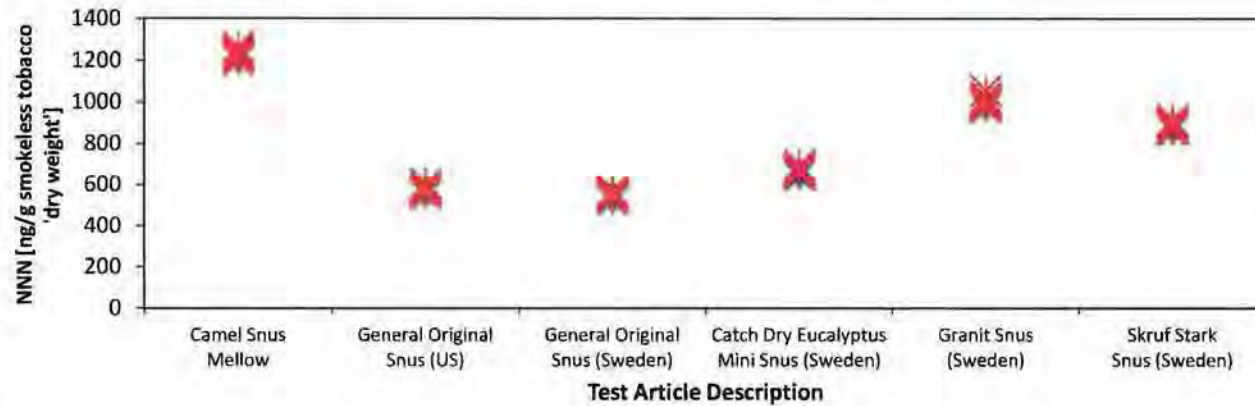 NNN [ng/g smokeless tobacco
'dry weight']
1400
1200
1000
800
600
400
200
0
Camel Snus
Mellow
General Original
Snus (US)
General Original
Snus (Sweden)
Catch Dry Eucalyptus
Mini Snus (Sweden)
Granit Snus
(Sweden)
Skruf Stark
Snus (Sweden)
Test Article Description